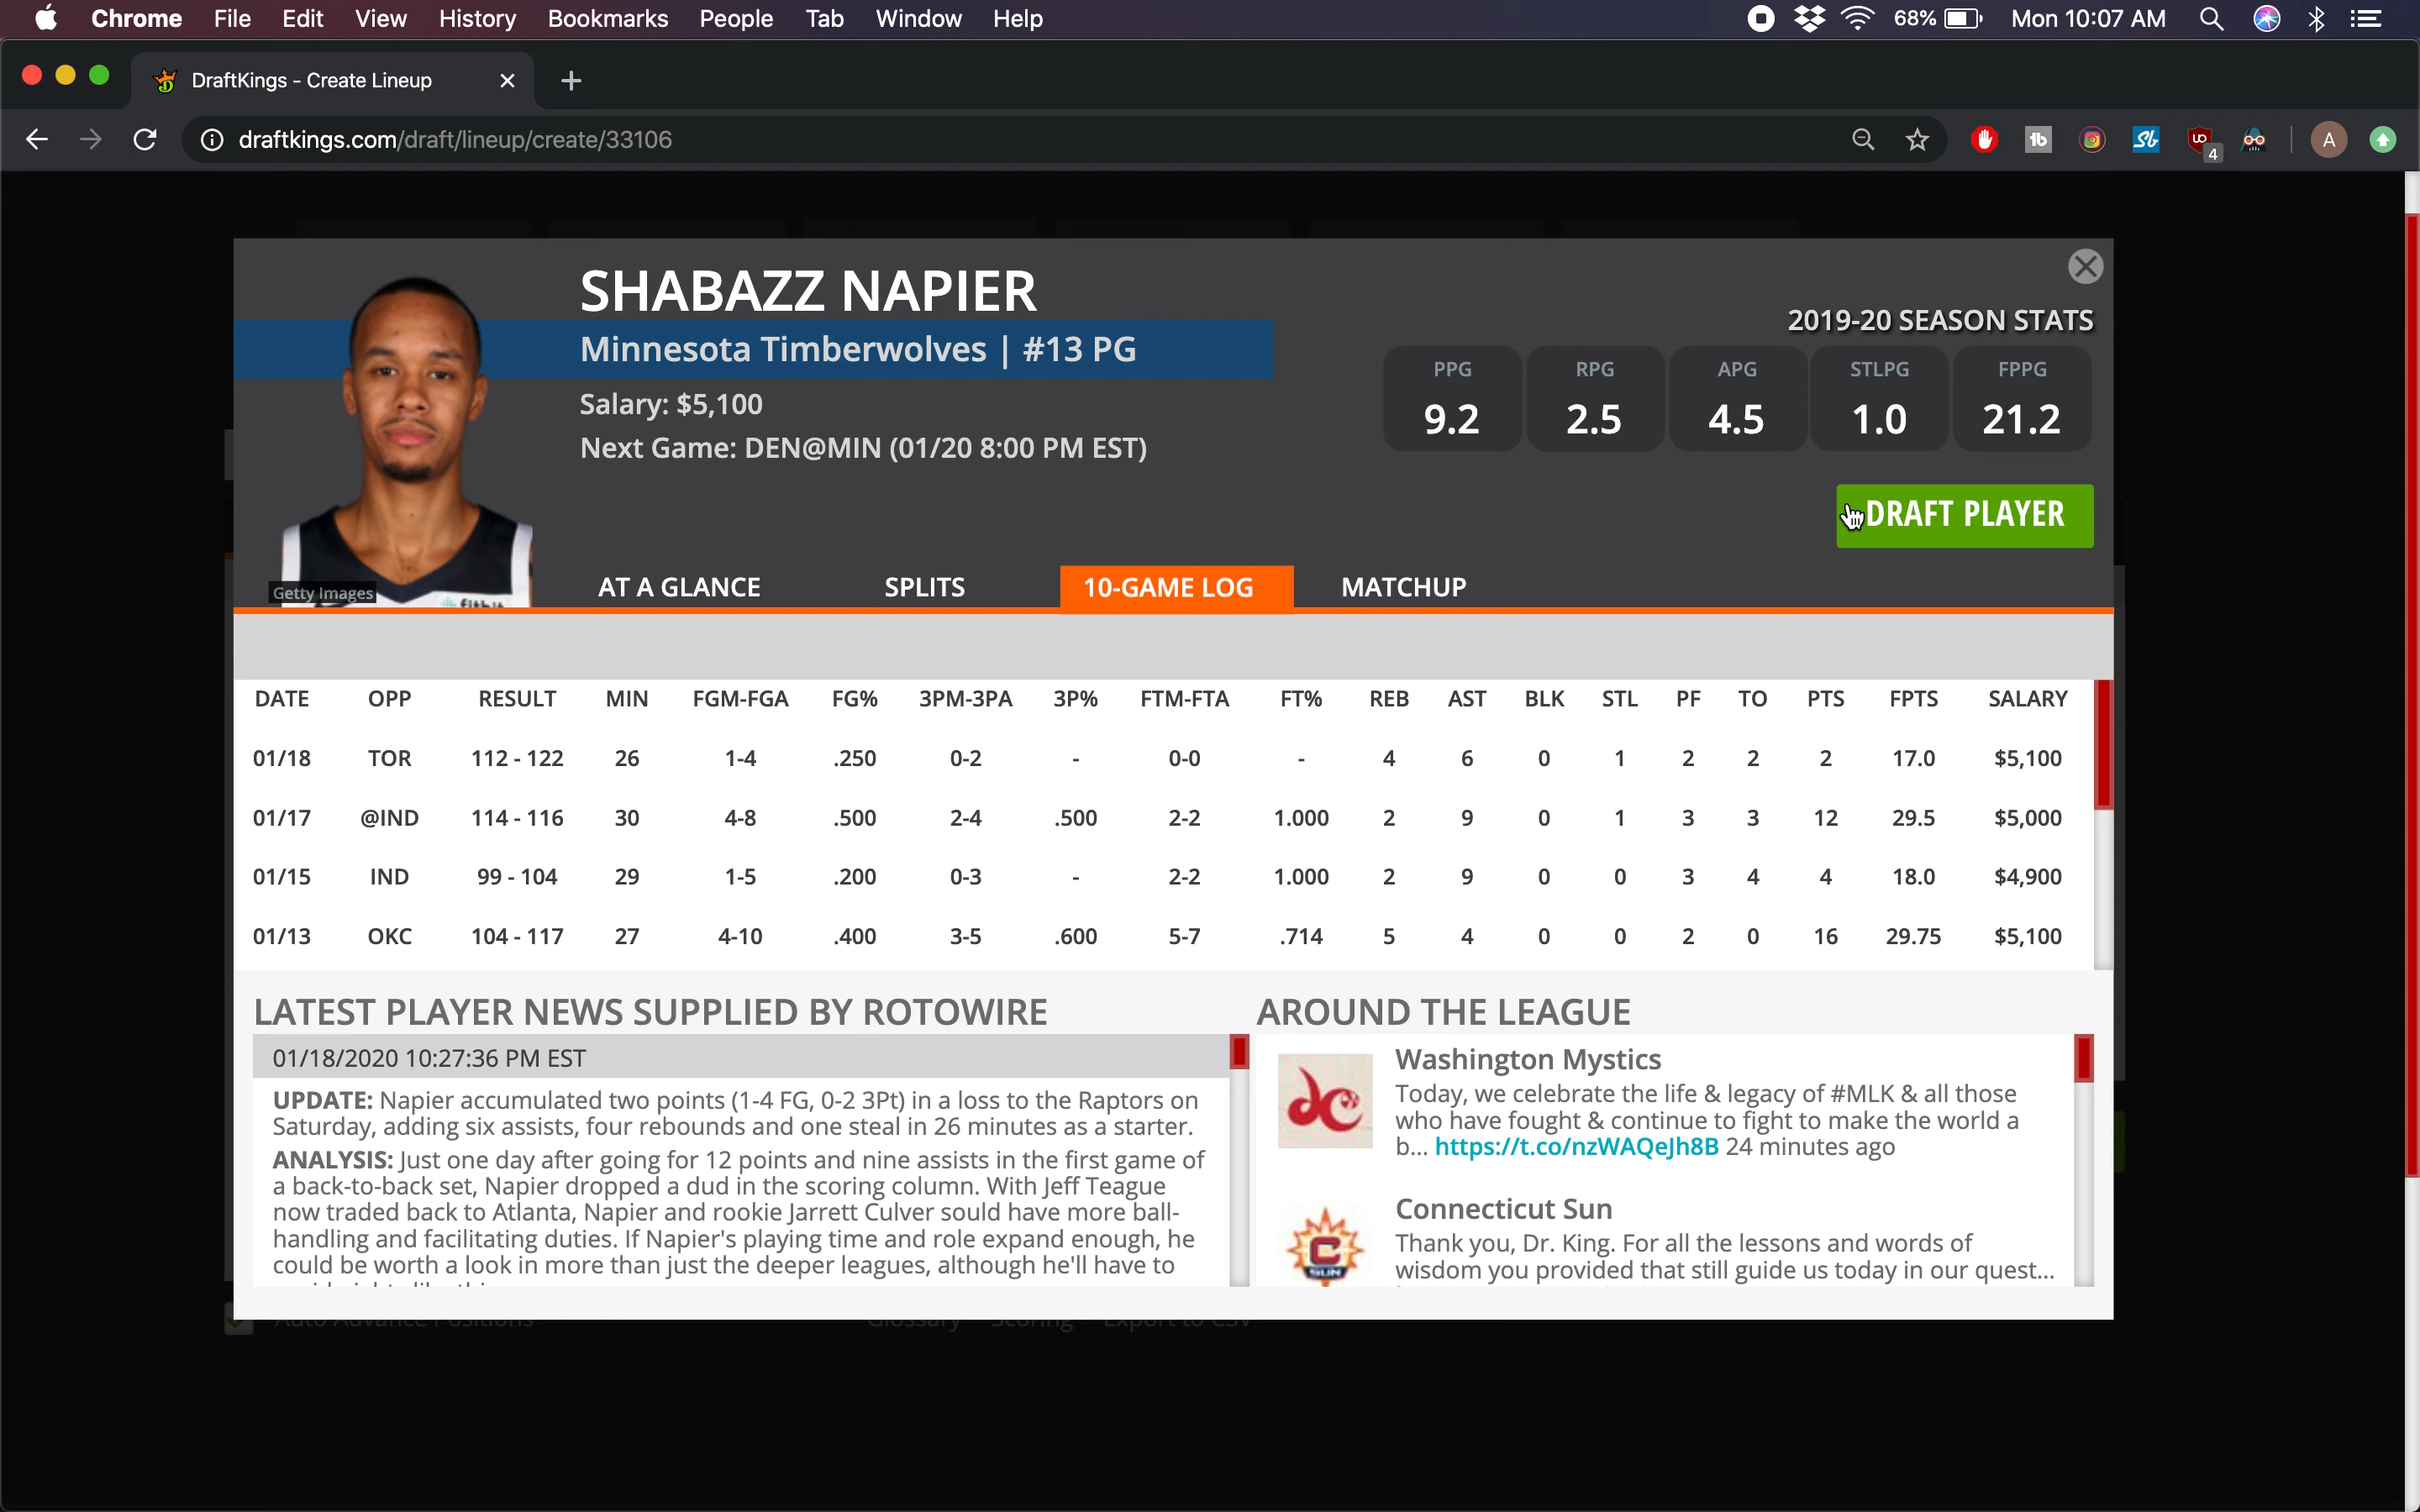 Chrome File Edit View History Bookmarks People Tab Window Help 68% Mon 10:07 AM
DraftKings - Create Lineup
draftkings.com/draft/lineup/create/33106
tb Sb UD 4 A
SHABAZZ NAPIER
Minnesota Timberwolves | #13 PG
Salary: $5,100
Next Game: DEN@MIN (01/20 8:00 PM EST)
2019-20 SEASON STATS
PPG RPG APG STLPG FPPG
9.2 2.5 4.5 1.0 21.2
DRAFT PLAYER
Getty Images
fitbit
AT A GLANCE SPLITS 10-GAME LOG MATCHUP
DATE OPP RESULT MIN FGM-FGA FG% 3PM-3PA 3P% FTM-FTA FT% REB AST BLK STL PF TO PTS FPTS SALARY
01/18 TOR 112 - 122 26 1-4 .250 0-2 - 0-0 - 4 6 0 1 2 2 2 17.0 $5,100
01/17 @IND 114 - 116 30 4-8 .500 2-4 .500 2-2 1.000 2 9 0 1 3 3 12 29.5 $5,000
01/15 IND 99 - 104 29 1-5 .200 0-3 - 2-2 1.000 2 9 0 0 3 4 4 18.0 $4,900
01/13 OKC 104 - 117 27 4-10 .400 3-5 .600 5-7 .714 5 4 0 0 2 0 16 29.75 $5,100
LATEST PLAYER NEWS SUPPLIED BY ROTOWIRE
01/18/2020 10:27:36 PM EST
UPDATE: Napier accumulated two points (1-4 FG, 0-2 3Pt) in a loss to the Raptors on
Saturday, adding six assists, four rebounds and one steal in 26 minutes as a starter.
ANALYSIS: Just one day after going for 12 points and nine assists in the first game of
a back-to-back set, Napier dropped a dud in the scoring column. With Jeff Teague
now traded back to Atlanta, Napier and rookie Jarrett Culver sould have more ball-
handling and facilitating duties. If Napier's playing time and role expand enough, he
could be worth a look in more than just the deeper leagues, although he'll have to
AROUND THE LEAGUE
Washington Mystics
Today, we celebrate the life & legacy of #MLK & all those
who have fought & continue to fight to make the world a
b... https://t.co/nzWAQeJh8B 24 minutes ago
Connecticut Sun
Thank you, Dr. King. For all the lessons and words of
wisdom you provided that still guide us today in our quest...
C
SUN
Auto Advance Positions Glossary Scoring Export to CSV